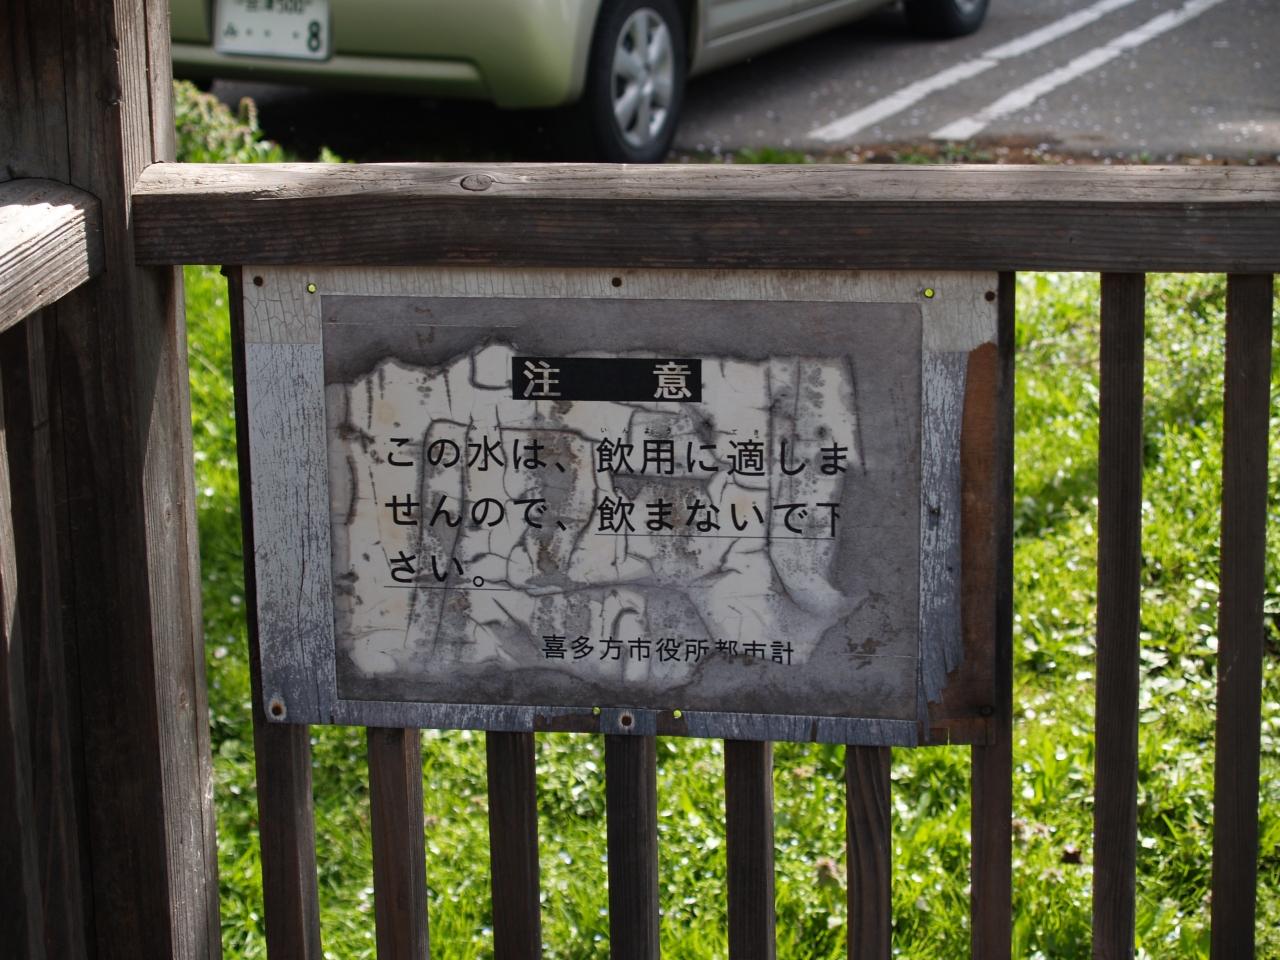 ・・・8
注 意
この水は、飲用に適しま
せんので、飲まないで下
さい。
喜多方市役所都市計